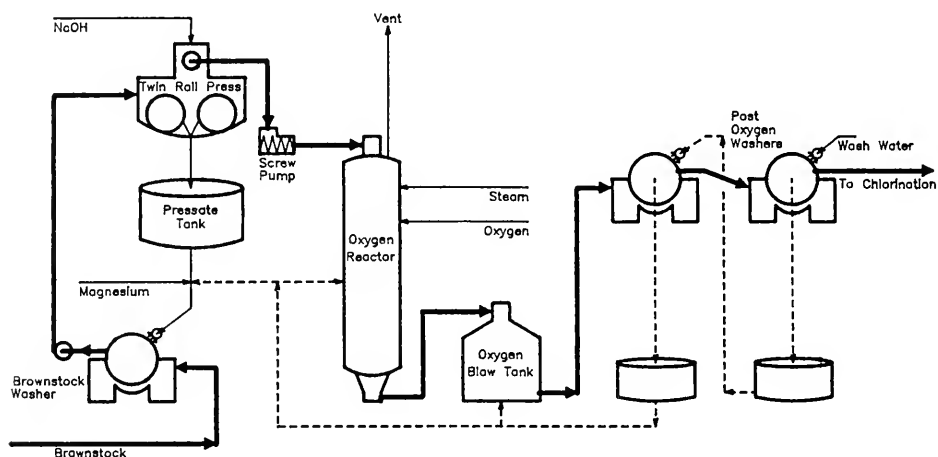 NaOH
Vent
Twin Roll Press
Screw
Pump
Post
Oxygen
Washers
Wash Water
To Chlorination
Steam
Oxygen
Pressate
Tank
Oxygen
Reactor
Magnesium
Oxygen
Blow Tank
Brownstock
Washer
Brownstock